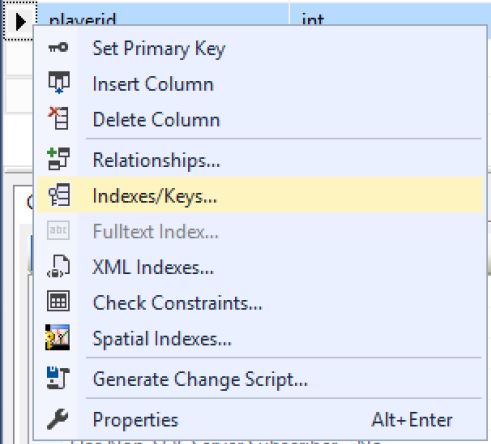 playerid int
Set Primary Key
Insert Column
Delete Column
Relationships...
Indexes/Keys...
abc Fulltext Index...
XML Indexes...
Check Constraints...
Spatial Indexes...
Generate Change Script...
Properties Alt+Enter